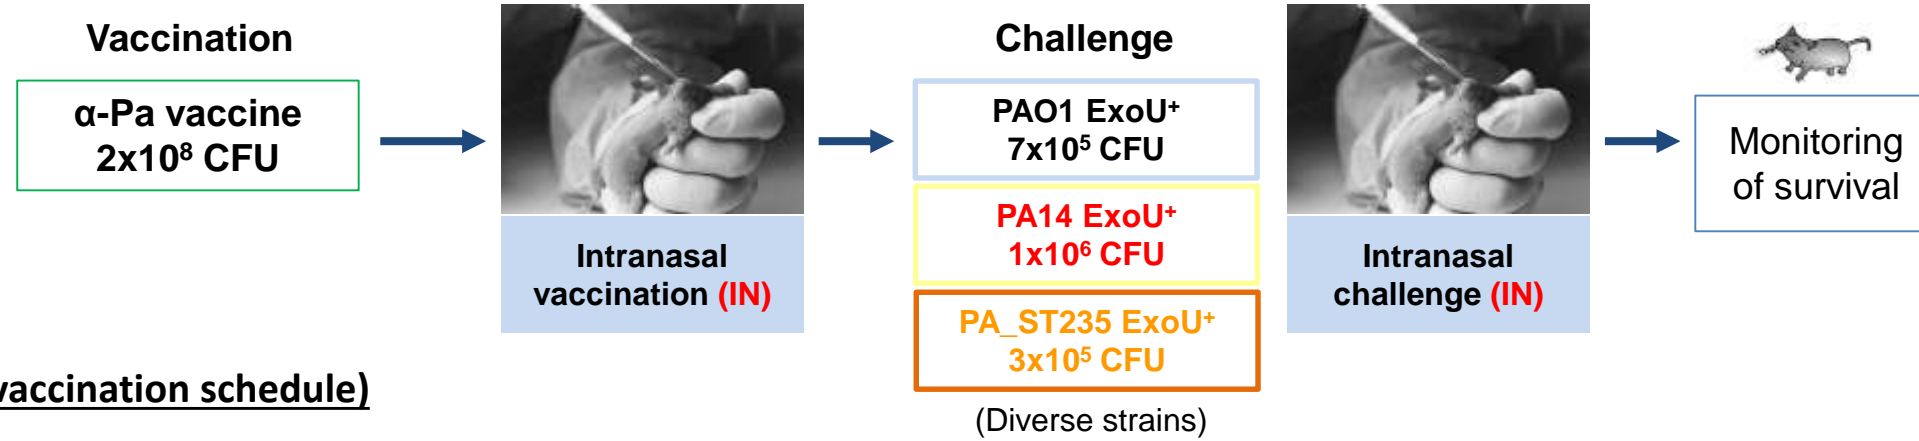 Vaccination
α-Pa vaccine
2x10⁸ CFU
Intranasal
vaccination (IN)
Challenge
PAO1 ExoU⁺
7x10⁵ CFU
PA14 ExoU⁺
1x10⁶ CFU
PA_ST235 ExoU⁺
3x10⁵ CFU
(Diverse strains)
Intranasal
challenge (IN)
Monitoring
of survival
vaccination schedule)